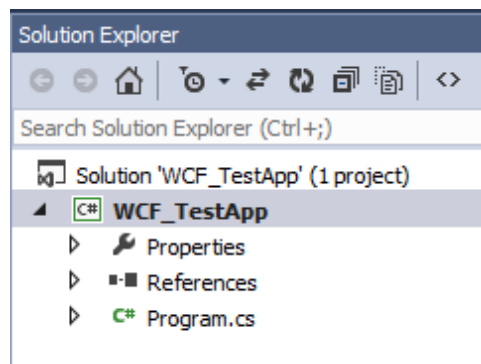 Solution Explorer
Search Solution Explorer (Ctrl+;)
Solution 'WCF_TestApp' (1 project)
C# WCF_TestApp
Properties
References
C# Program.cs